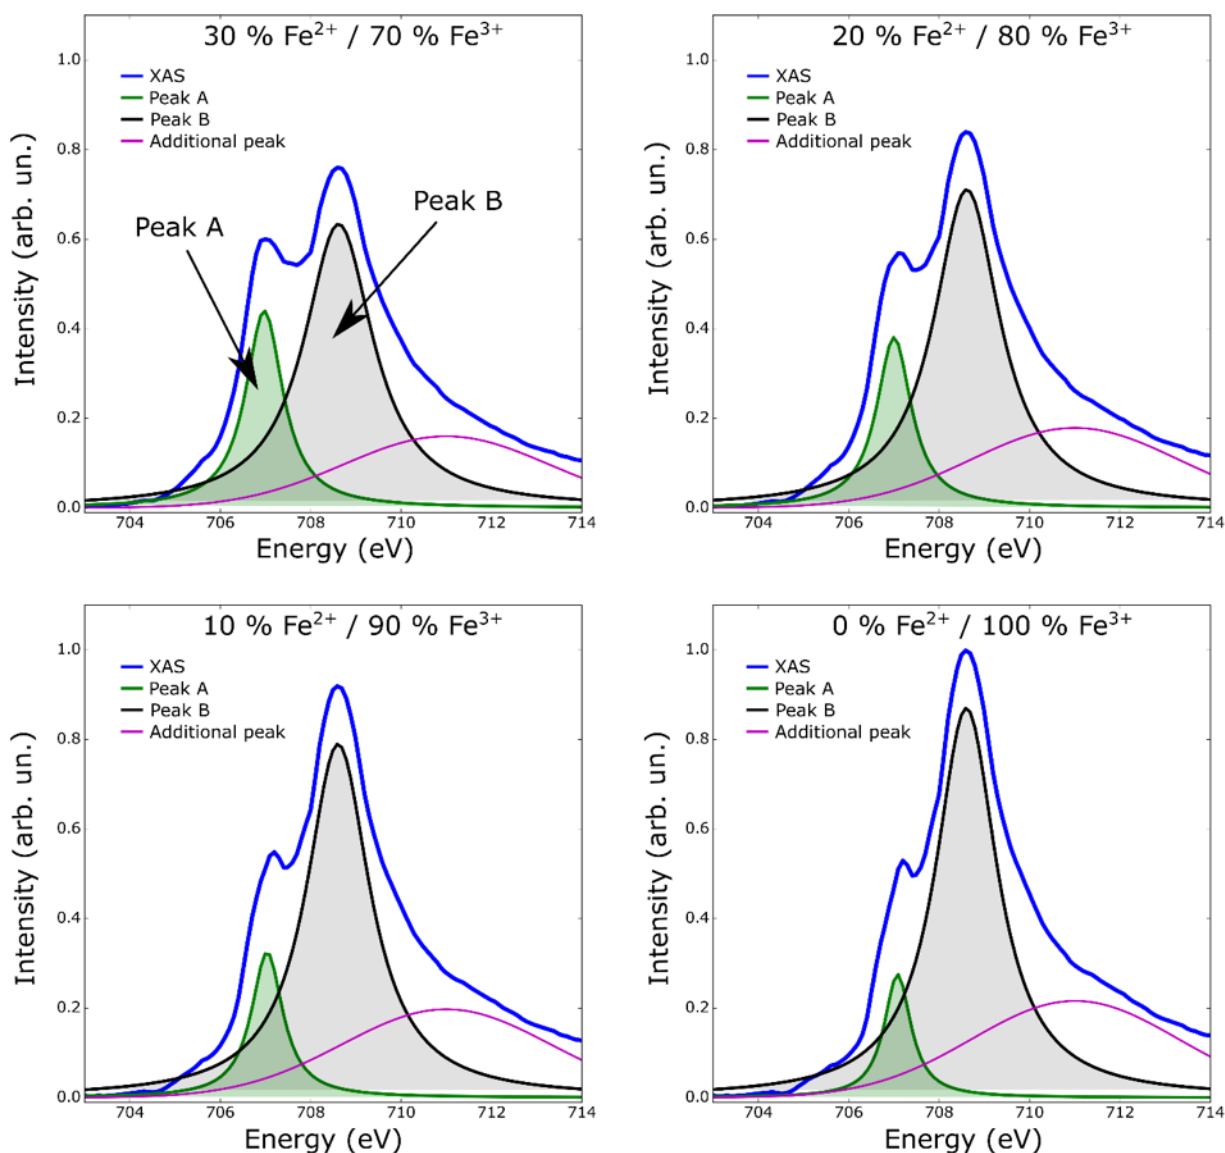 30 % Fe²⁺ / 70 % Fe³⁺
1.0
0.8
0.6
0.4
0.2
0.0
Intensity (arb. un.)
XAS
Peak A
Peak B
Additional peak
Peak A
Peak B
704
706
708
710
712
714
Energy (eV)
20 % Fe²⁺ / 80 % Fe³⁺
1.0
0.8
0.6
0.4
0.2
0.0
Intensity (arb. un.)
XAS
Peak A
Peak B
Additional peak
704
706
708
710
712
714
Energy (eV)
10 % Fe²⁺ / 90 % Fe³⁺
1.0
0.8
0.6
0.4
0.2
0.0
Intensity (arb. un.)
XAS
Peak A
Peak B
Additional peak
704
706
708
710
712
714
Energy (eV)
0 % Fe²⁺ / 100 % Fe³⁺
1.0
0.8
0.6
0.4
0.2
0.0
Intensity (arb. un.)
XAS
Peak A
Peak B
Additional peak
704
706
708
710
712
714
Energy (eV)